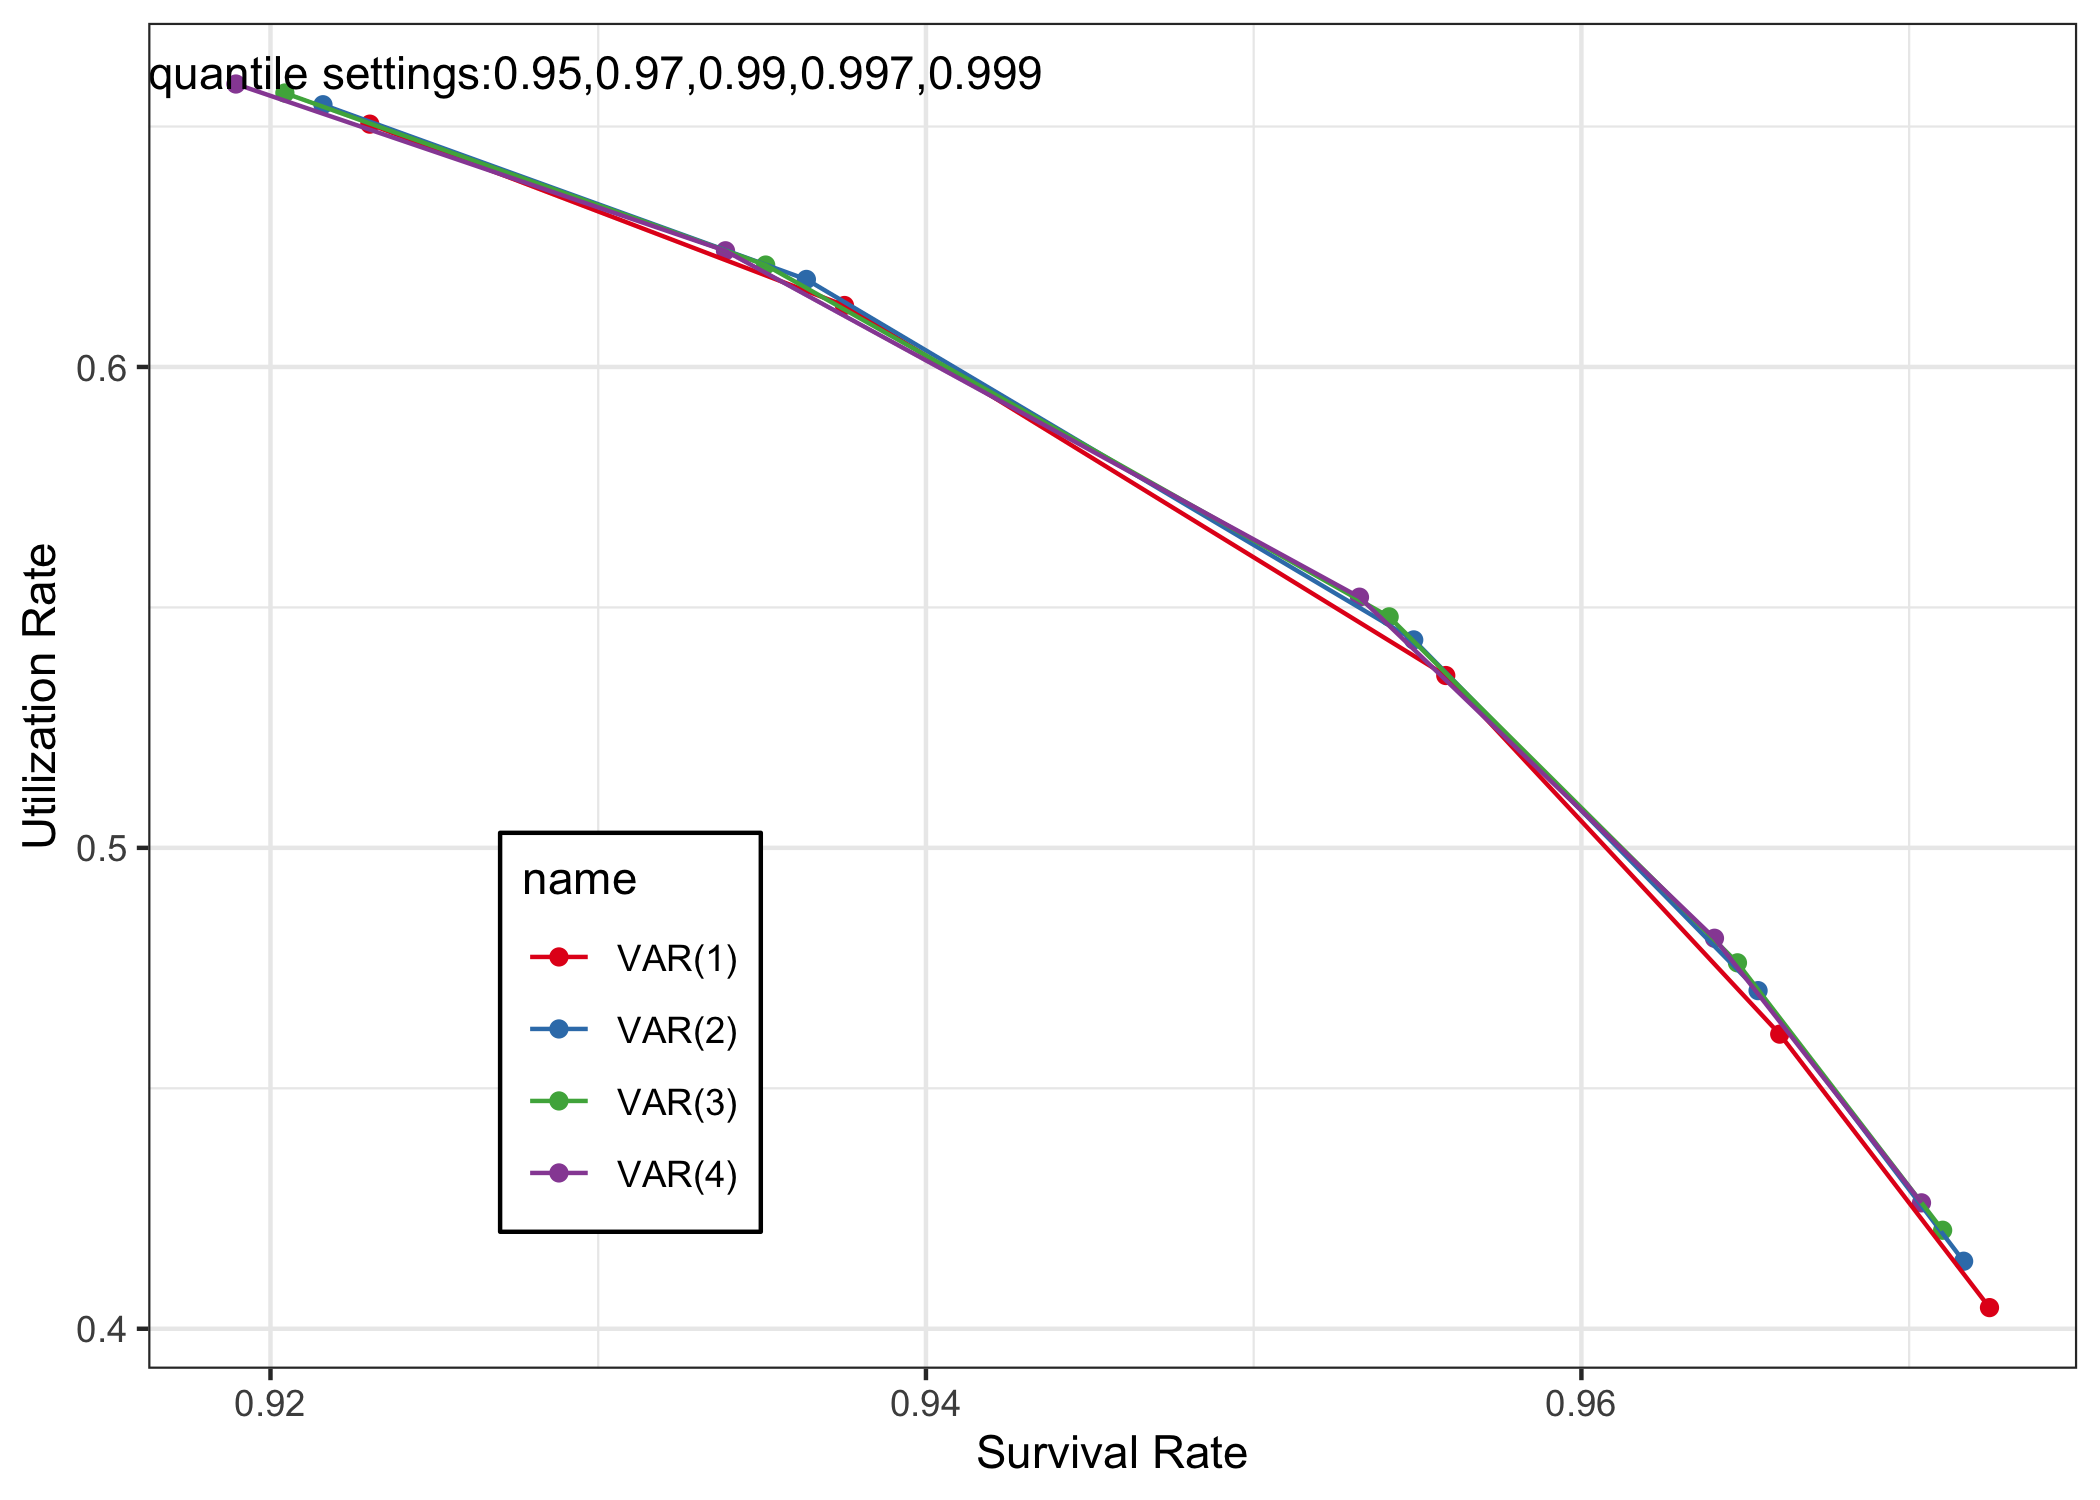 quantile settings:0.95,0.97,0.99,0.997,0.999
0.6
0.5
0.4
Utilization Rate
name
VAR(1)
VAR(2)
VAR(3)
VAR(4)
0.92
0.94
0.96
Survival Rate